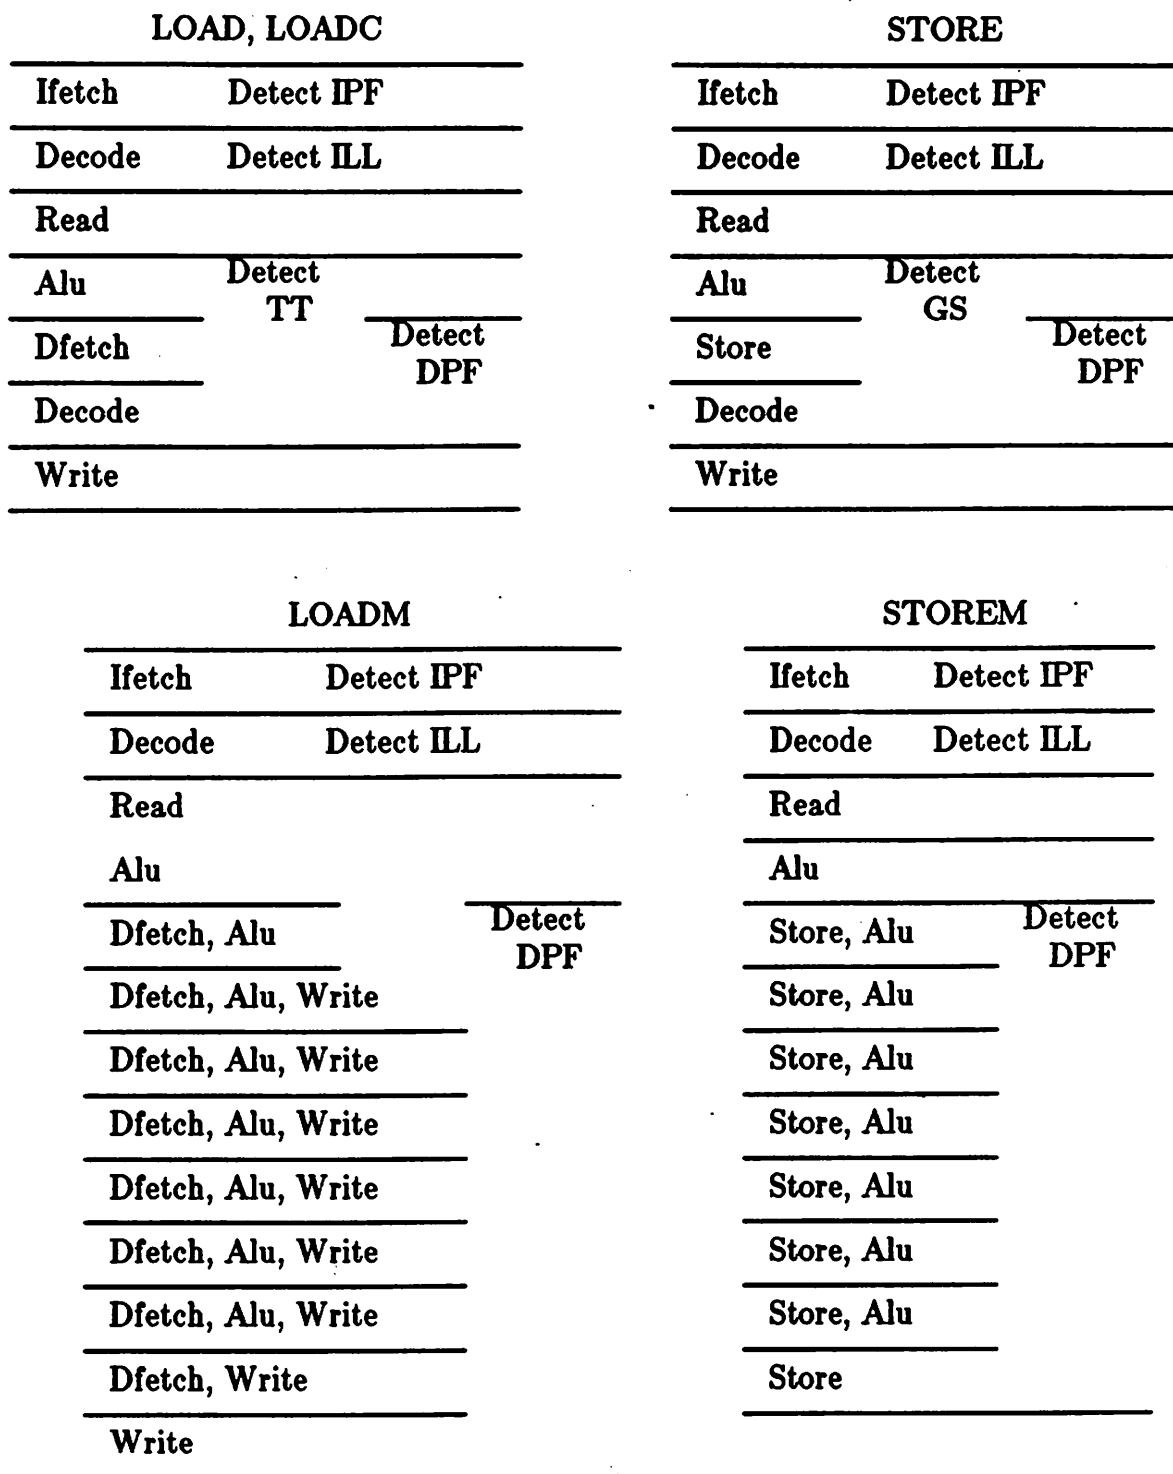 LOAD, LOADC
Ifetch Detect IPF
Decode Detect ILL
Read
Alu Detect
TT
Dfetch Detect
DPF
Decode
Write
STORE
Ifetch Detect IPF
Decode Detect ILL
Read
Alu Detect
GS
Store Detect
DPF
Decode
Write
LOADM
Ifetch Detect IPF
Decode Detect ILL
Read
Alu
Dfetch, Alu Detect
DPF
Dfetch, Alu, Write
Dfetch, Alu, Write
Dfetch, Alu, Write
Dfetch, Alu, Write
Dfetch, Alu, Write
Dfetch, Alu, Write
Dfetch, Write
Write
STOREM
Ifetch Detect IPF
Decode Detect ILL
Read
Alu
Store, Alu Detect
DPF
Store, Alu
Store, Alu
Store, Alu
Store, Alu
Store, Alu
Store, Alu
Store